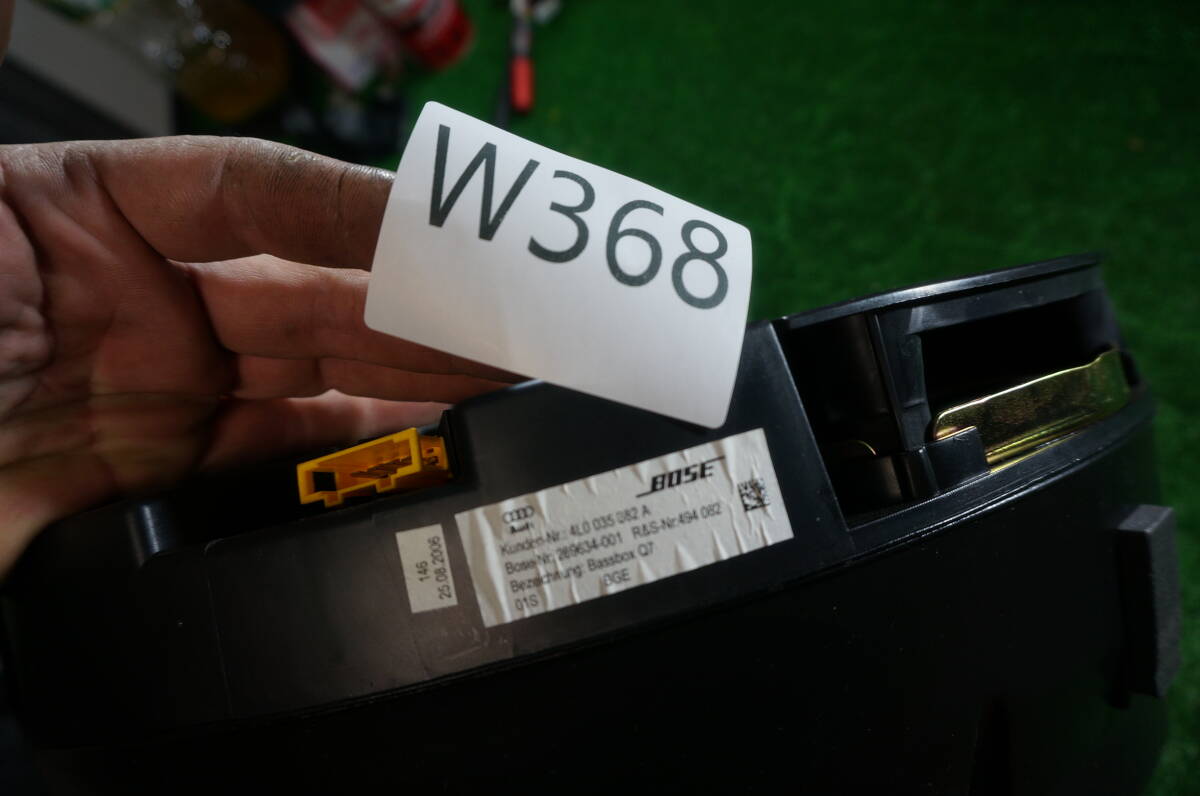 W368
BOSE
Audi
Kunden-Nr.: 4L0 035 082 A
Bose-Nr: 289634-001 R&S-Nr:494 082
Bezeichnung: Bassbox Q7
01S BGE
146
25.08.2006